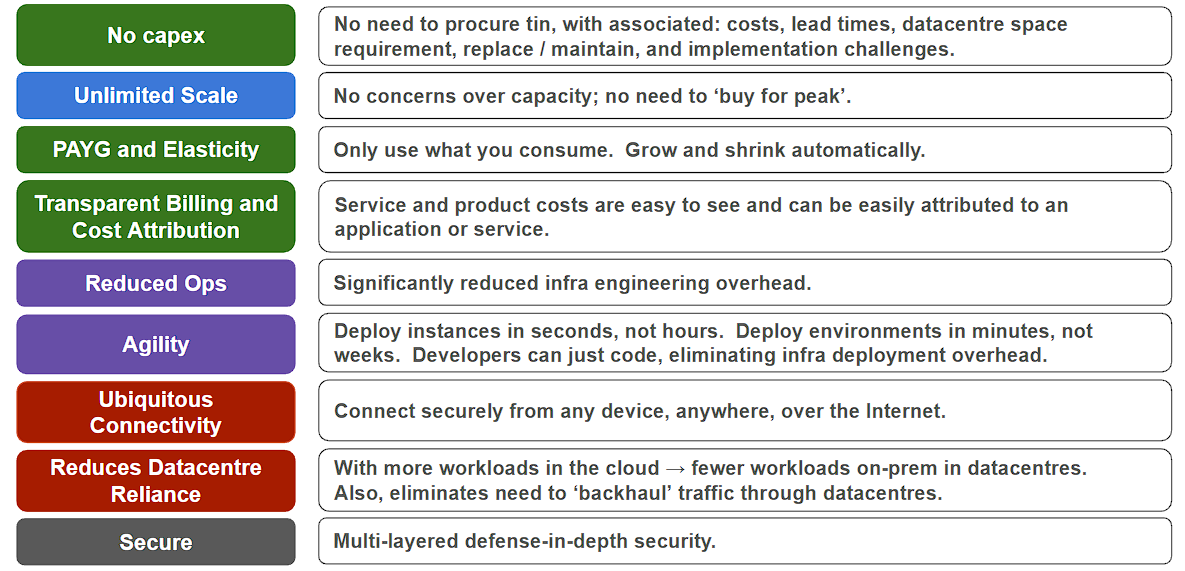 No capex
No need to procure tin, with associated: costs, lead times, datacentre space
requirement, replace / maintain, and implementation challenges.
Unlimited Scale
No concerns over capacity; no need to ‘buy for peak’.
PAYG and Elasticity
Only use what you consume.  Grow and shrink automatically.
Transparent Billing and
Cost Attribution
Service and product costs are easy to see and can be easily attributed to an
application or service.
Reduced Ops
Significantly reduced infra engineering overhead.
Agility
Deploy instances in seconds, not hours.  Deploy environments in minutes, not
weeks.  Developers can just code, eliminating infra deployment overhead.
Ubiquitous
Connectivity
Connect securely from any device, anywhere, over the Internet.
Reduces Datacentre
Reliance
With more workloads in the cloud → fewer workloads on-prem in datacentres.
Also, eliminates need to ‘backhaul’ traffic through datacentres.
Secure
Multi-layered defense-in-depth security.